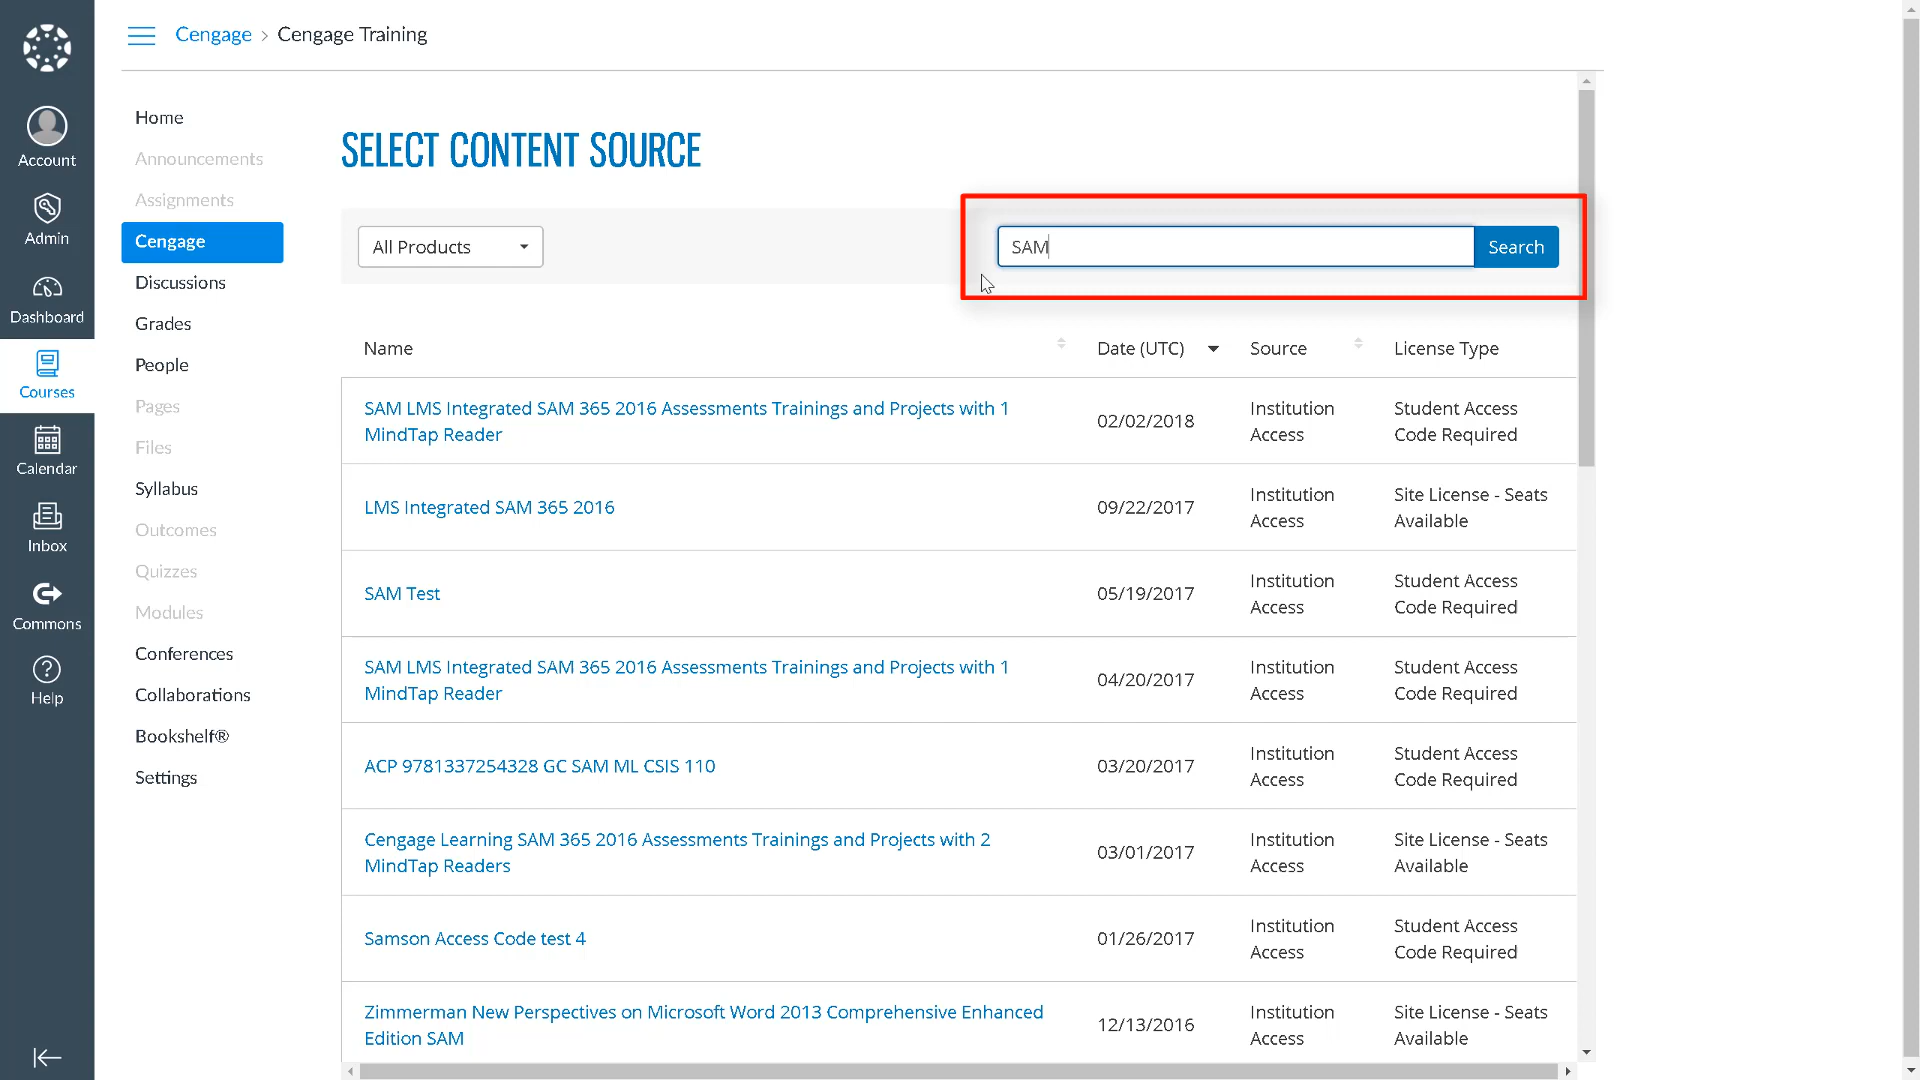 Cengage > Cengage Training
Account
Admin
Dashboard
Courses
Calendar
Inbox
Commons
Help
Home
Announcements
Assignments
Cengage
Discussions
Grades
People
Pages
Files
Syllabus
Outcomes
Quizzes
Modules
Conferences
Collaborations
Bookshelf®
Settings
SELECT CONTENT SOURCE
All Products
SAM
Search
Name Date (UTC) Source License Type
SAM LMS Integrated SAM 365 2016 Assessments Trainings and Projects with 1
MindTap Reader
02/02/2018
Institution
Access
Student Access
Code Required
LMS Integrated SAM 365 2016
09/22/2017
Institution
Access
Site License - Seats
Available
SAM Test
05/19/2017
Institution
Access
Student Access
Code Required
SAM LMS Integrated SAM 365 2016 Assessments Trainings and Projects with 1
MindTap Reader
04/20/2017
Institution
Access
Student Access
Code Required
ACP 9781337254328 GC SAM ML CSIS 110
03/20/2017
Institution
Access
Student Access
Code Required
Cengage Learning SAM 365 2016 Assessments Trainings and Projects with 2
MindTap Readers
03/01/2017
Institution
Access
Site License - Seats
Available
Samson Access Code test 4
01/26/2017
Institution
Access
Student Access
Code Required
Zimmerman New Perspectives on Microsoft Word 2013 Comprehensive Enhanced
Edition SAM
12/13/2016
Institution
Access
Site License - Seats
Available